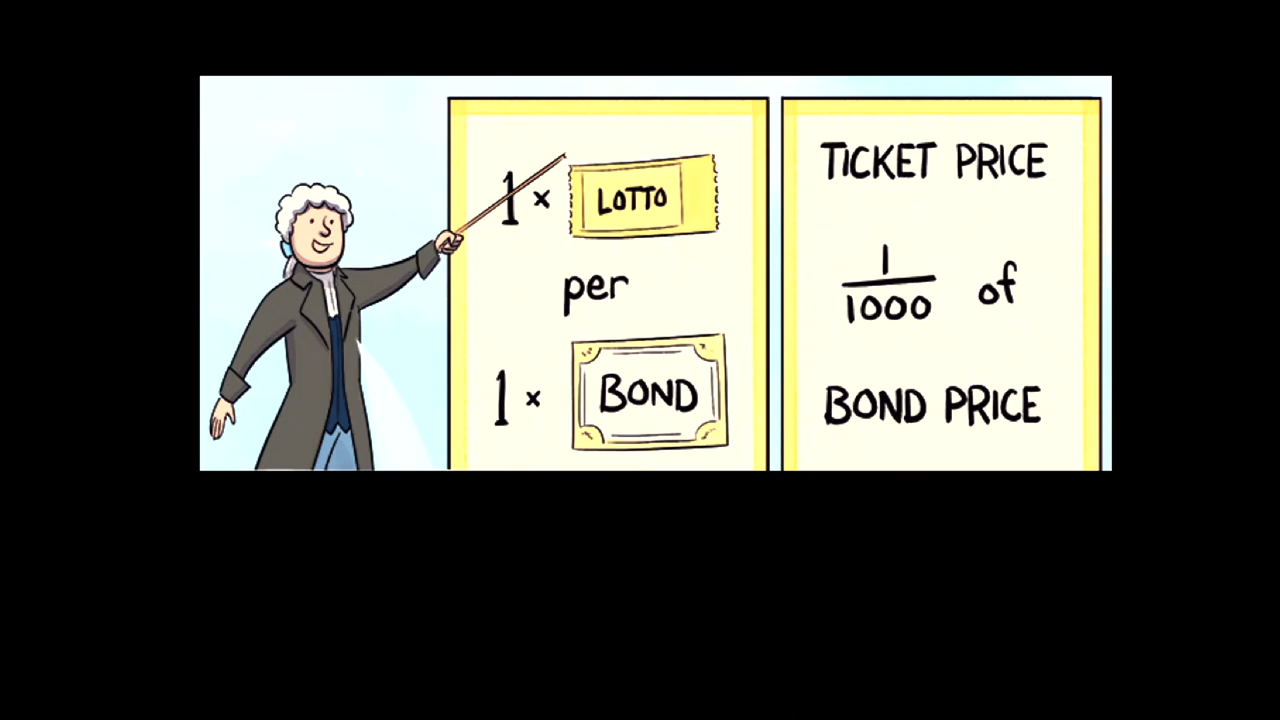 1 × LOTTO
per
1 × BOND
TICKET PRICE
1
1000 of
BOND PRICE